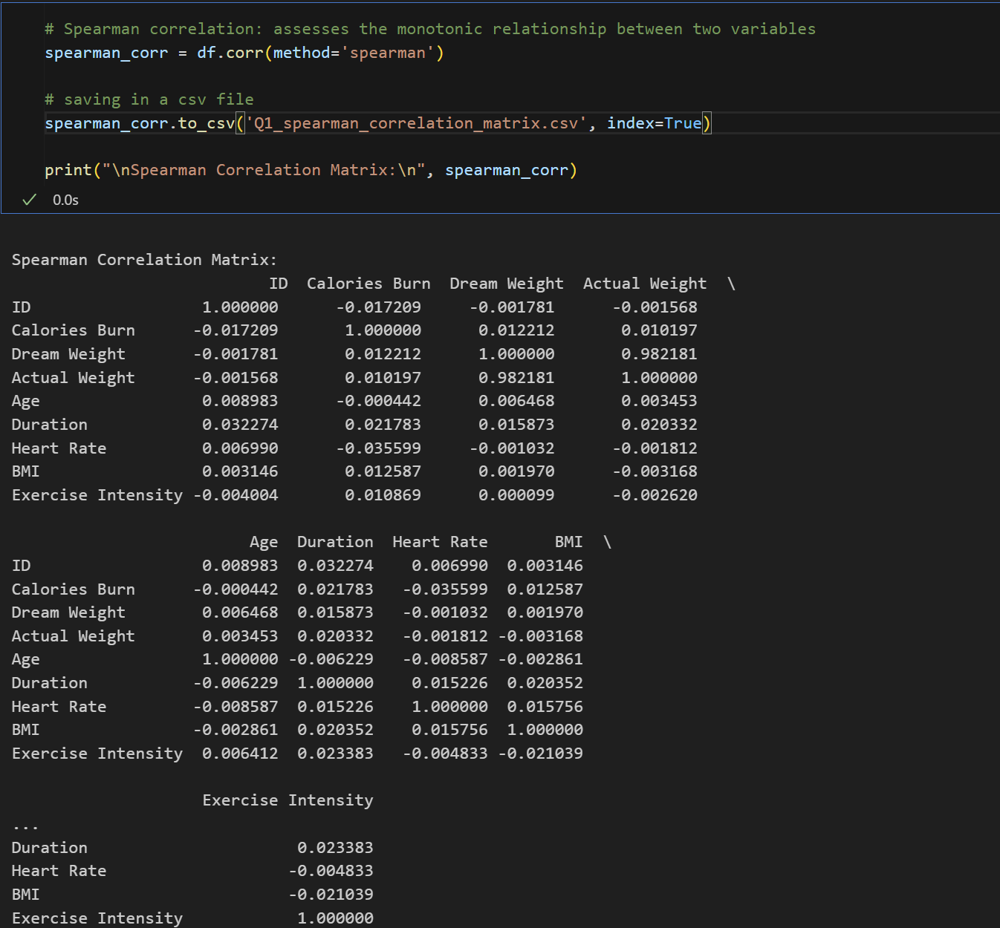 # Spearman correlation: assesses the monotonic relationship between two variables
spearman_corr = df.corr(method='spearman')
# saving in a csv file
spearman_corr.to_csv('Q1_spearman_correlation_matrix.csv', index=True)
print("\nSpearman Correlation Matrix:\n", spearman_corr)
0.0s
Spearman Correlation Matrix:
ID Calories Burn Dream Weight Actual Weight \
ID 1.000000 -0.017209 -0.001781 -0.001568
Calories Burn -0.017209 1.000000 0.012212 0.010197
Dream Weight -0.001781 0.012212 1.000000 0.982181
Actual Weight -0.001568 0.010197 0.982181 1.000000
Age 0.008983 -0.000442 0.006468 0.003453
Duration 0.032274 0.021783 0.015873 0.020332
Heart Rate 0.006990 -0.035599 -0.001032 -0.001812
BMI 0.003146 0.012587 0.001970 -0.003168
Exercise Intensity -0.004004 0.010869 0.000099 -0.002620
Age Duration Heart Rate BMI \
ID 0.008983 0.032274 0.006990 0.003146
Calories Burn -0.000442 0.021783 -0.035599 0.012587
Dream Weight 0.006468 0.015873 -0.001032 0.001970
Actual Weight 0.003453 0.020332 -0.001812 -0.003168
Age 1.000000 -0.006229 -0.008587 -0.002861
Duration -0.006229 1.000000 0.015226 0.020352
Heart Rate -0.008587 0.015226 1.000000 0.015756
BMI -0.002861 0.020352 0.015756 1.000000
Exercise Intensity 0.006412 0.023383 -0.004833 -0.021039
Exercise Intensity
...
Duration 0.023383
Heart Rate -0.004833
BMI -0.021039
Exercise Intensity 1.000000